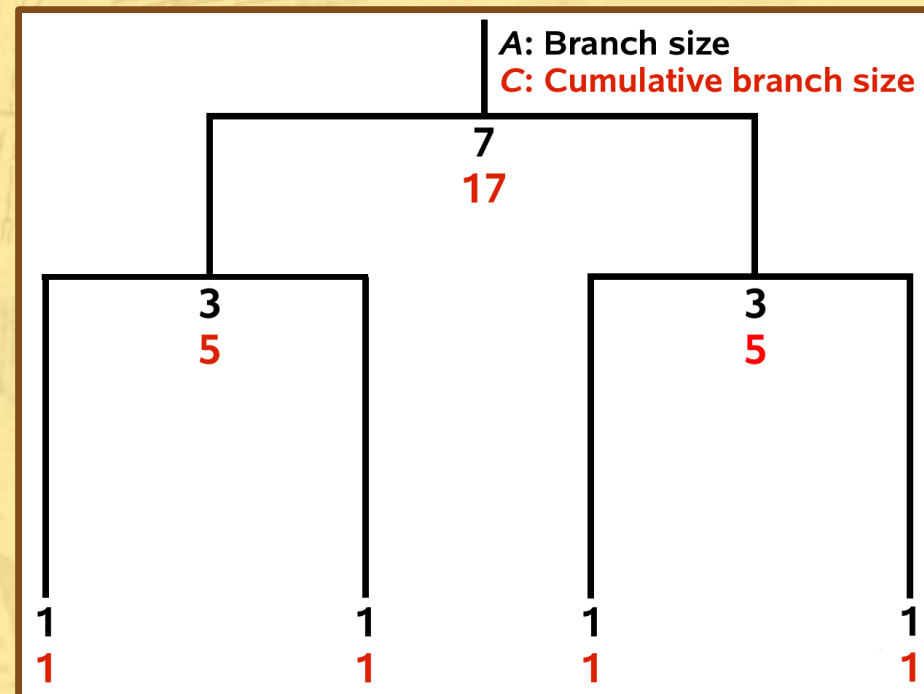 A: Branch size
C: Cumulative branch size
7
17
3 3
5 5
1 1 1 1
1 1 1 1